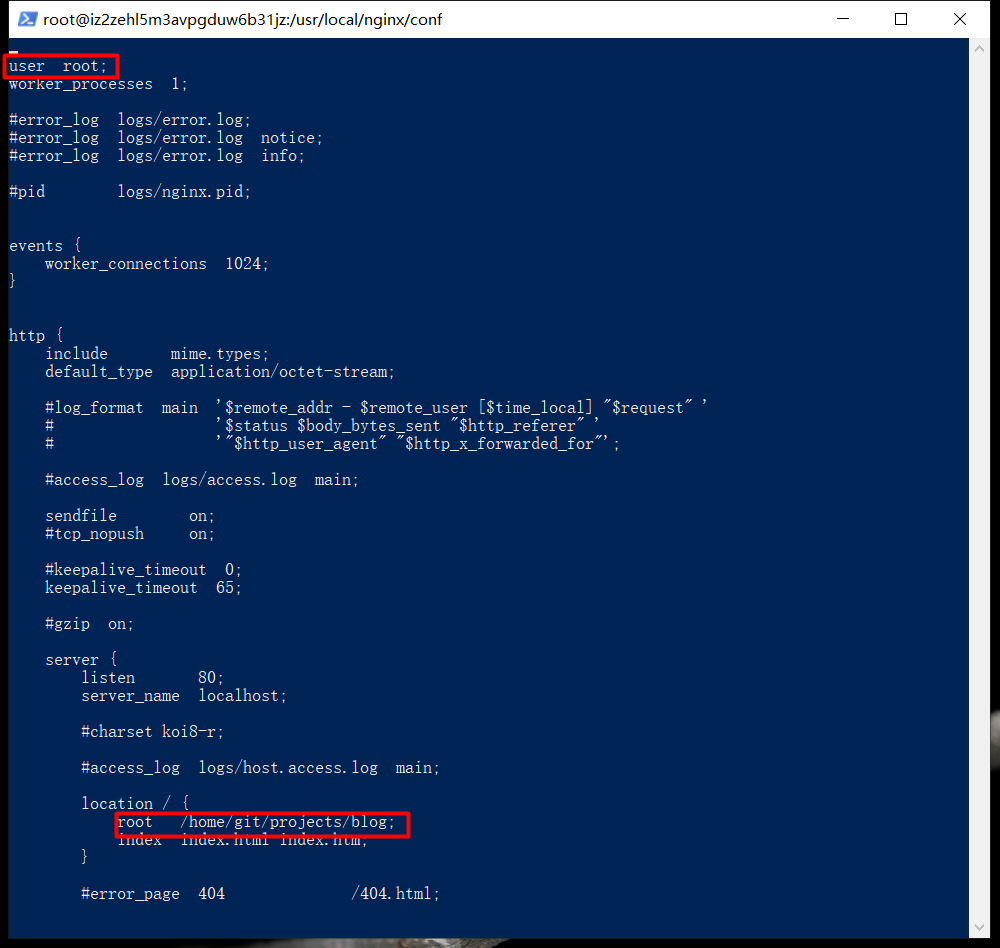 root@iz2zehl5m3avpgduw6b31jz:/usr/local/nginx/conf
user  root;
worker_processes  1;
#error_log  logs/error.log;
#error_log  logs/error.log  notice;
#error_log  logs/error.log  info;
#pid        logs/nginx.pid;
events {
    worker_connections  1024;
}
http {
    include       mime.types;
    default_type  application/octet-stream;
    #log_format  main  '$remote_addr - $remote_user [$time_local] "$request" '
    #                  '$status $body_bytes_sent "$http_referer" '
    #                  '"$http_user_agent" "$http_x_forwarded_for"';
    #access_log  logs/access.log  main;
    sendfile        on;
    #tcp_nopush     on;
    #keepalive_timeout  0;
    keepalive_timeout  65;
    #gzip  on;
    server {
        listen       80;
        server_name  localhost;
        #charset koi8-r;
        #access_log  logs/host.access.log  main;
        location / {
            root   /home/git/projects/blog;
            index  index.html index.htm;
        }
        #error_page  404              /404.html;